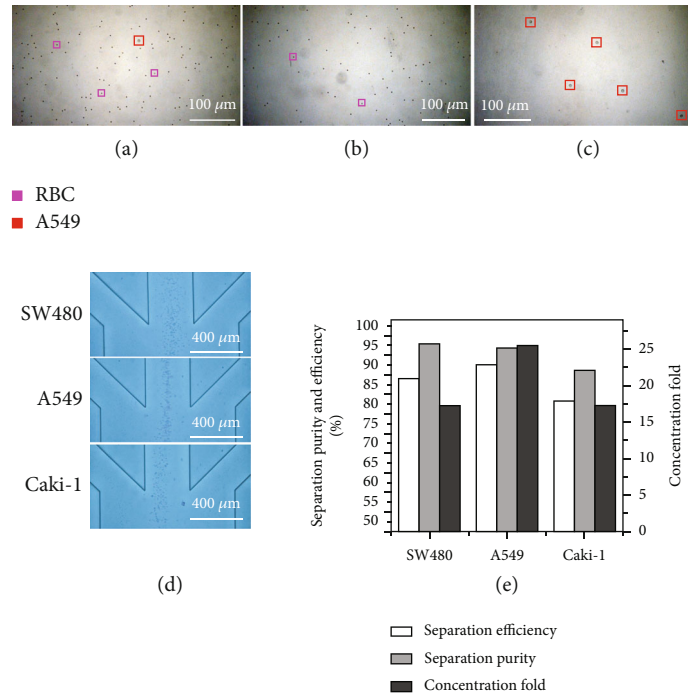 100 μm
100 μm
100 μm
(a)
(b)
(c)
RBC
A549
SW480
400 μm
A549
400 μm
Caki-1
400 μm
(d)
Separation purity and efficiency
(%)
100
95
90
85
80
75
70
65
60
55
50
25
20
15
10
5
0
Concentration fold
SW480
A549
Caki-1
(e)
Separation efficiency
Separation purity
Concentration fold